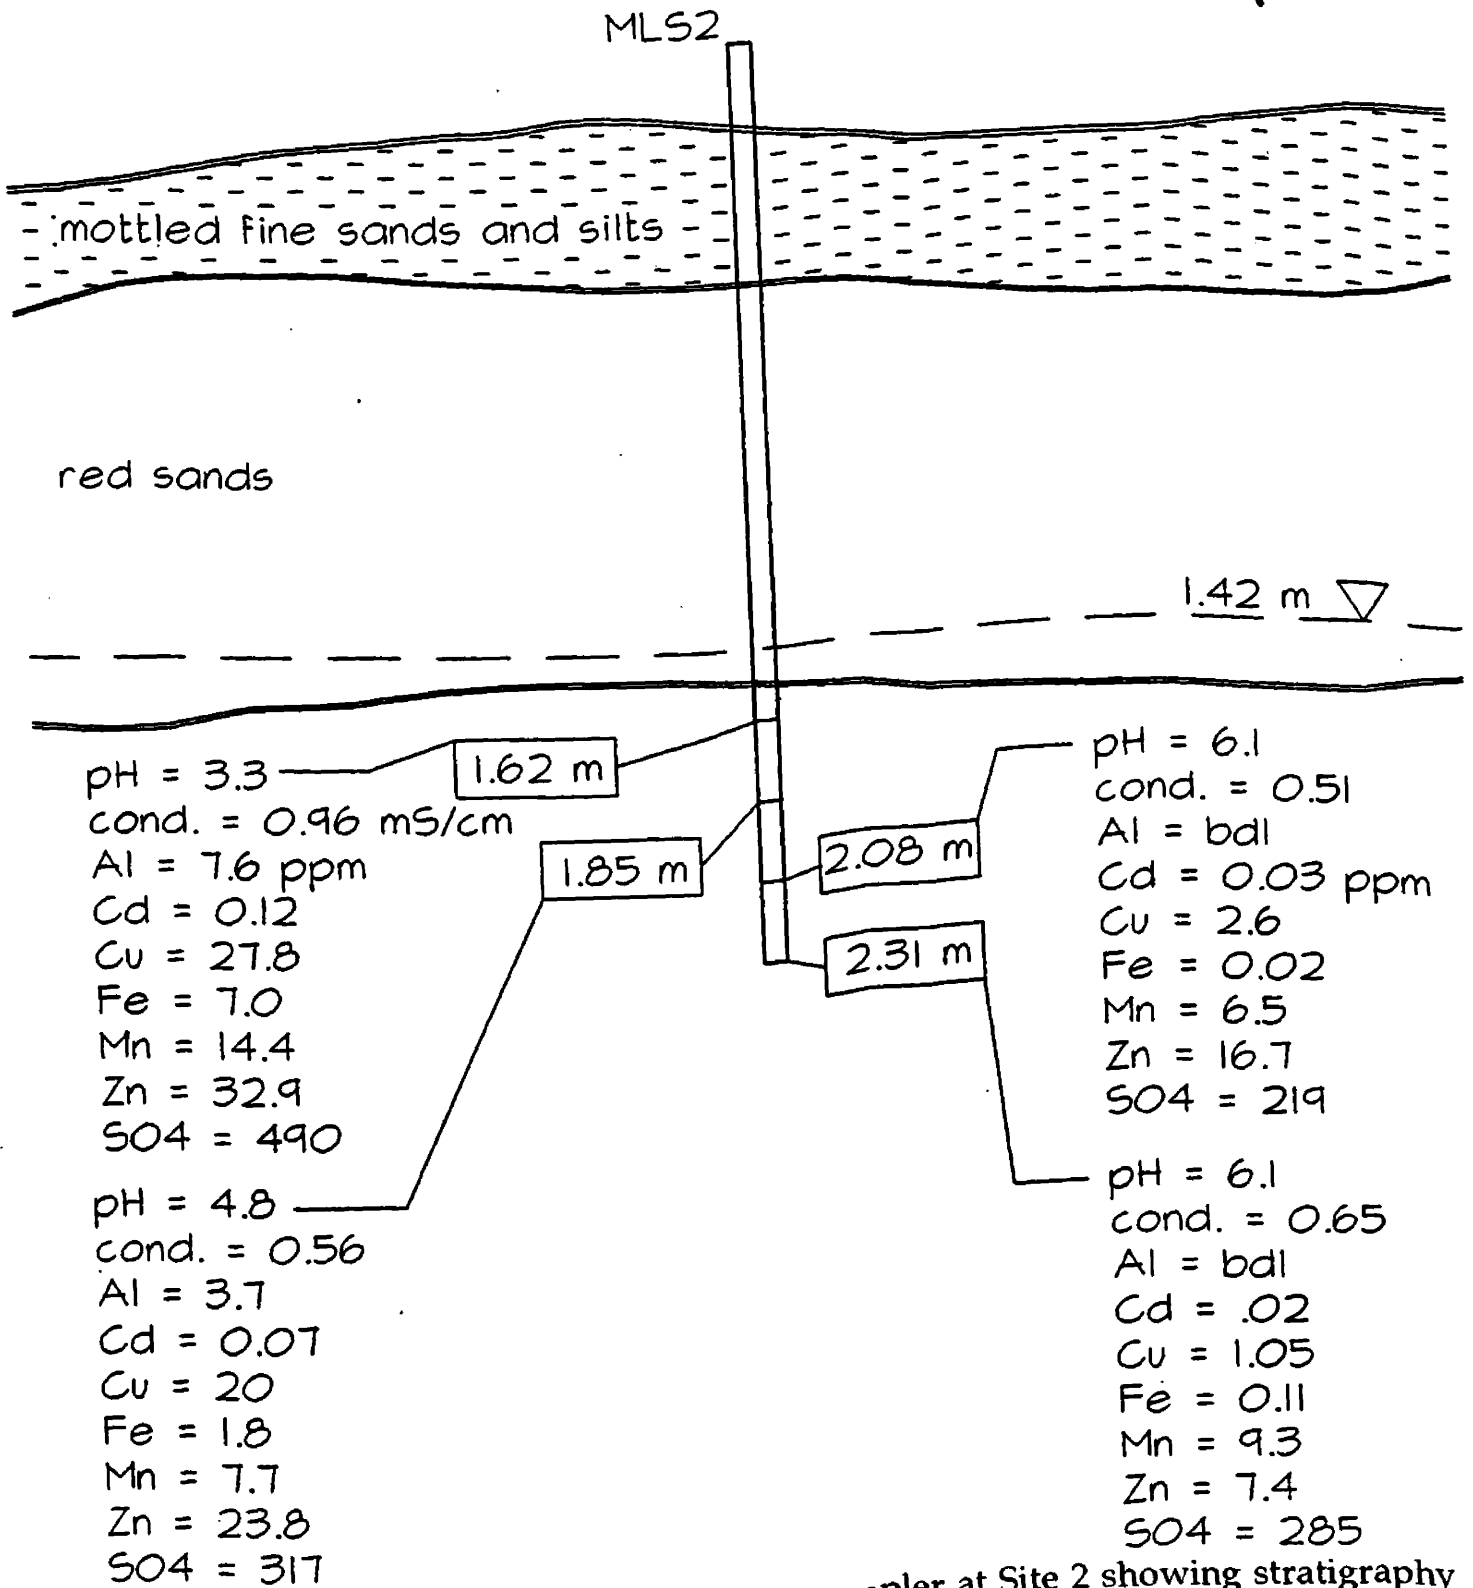 MLS2
mottled fine sands and silts
red sands
1.42 m
1.62 m
1.85 m
2.08 m
2.31 m
pH = 3.3
cond. = 0.96 mS/cm
Al = 7.6 ppm
Cd = 0.12
Cu = 27.8
Fe = 7.0
Mn = 14.4
Zn = 32.9
SO4 = 490
pH = 4.8
cond. = 0.56
Al = 3.7
Cd = 0.07
Cu = 20
Fe = 1.8
Mn = 7.7
Zn = 23.8
SO4 = 317
pH = 6.1
cond. = 0.51
Al = bdl
Cd = 0.03 ppm
Cu = 2.6
Fe = 0.02
Mn = 6.5
Zn = 16.7
SO4 = 219
pH = 6.1
cond. = 0.65
Al = bdl
Cd = .02
Cu = 1.05
Fe = 0.11
Mn = 9.3
Zn = 7.4
SO4 = 285
at Site 2 showing stratigraphy